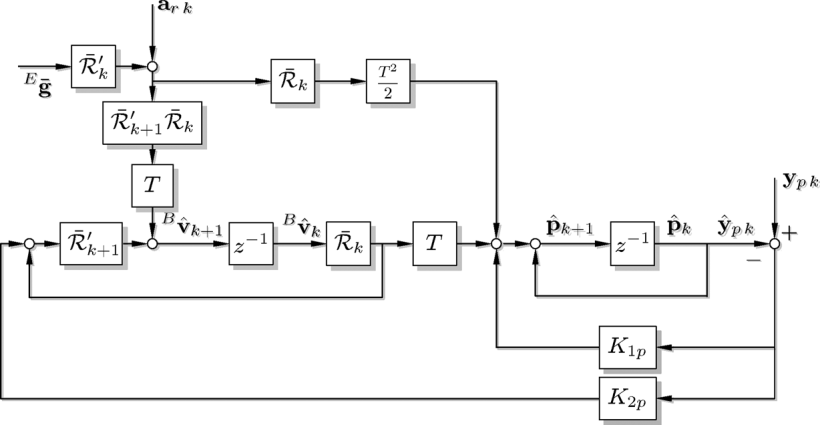 a_{r k}
^E ḡ
R̄′_k
R̄_k
T²/2
R̄′_{k+1} R̄_k
T
y_{p k}
^B v̂_{k+1}
^B v̂_k
p̂_{k+1}
p̂_k
ŷ_{p k}
+
R̄′_{k+1}
z⁻¹
R̄_k
T
z⁻¹
−
K_{1p}
K_{2p}